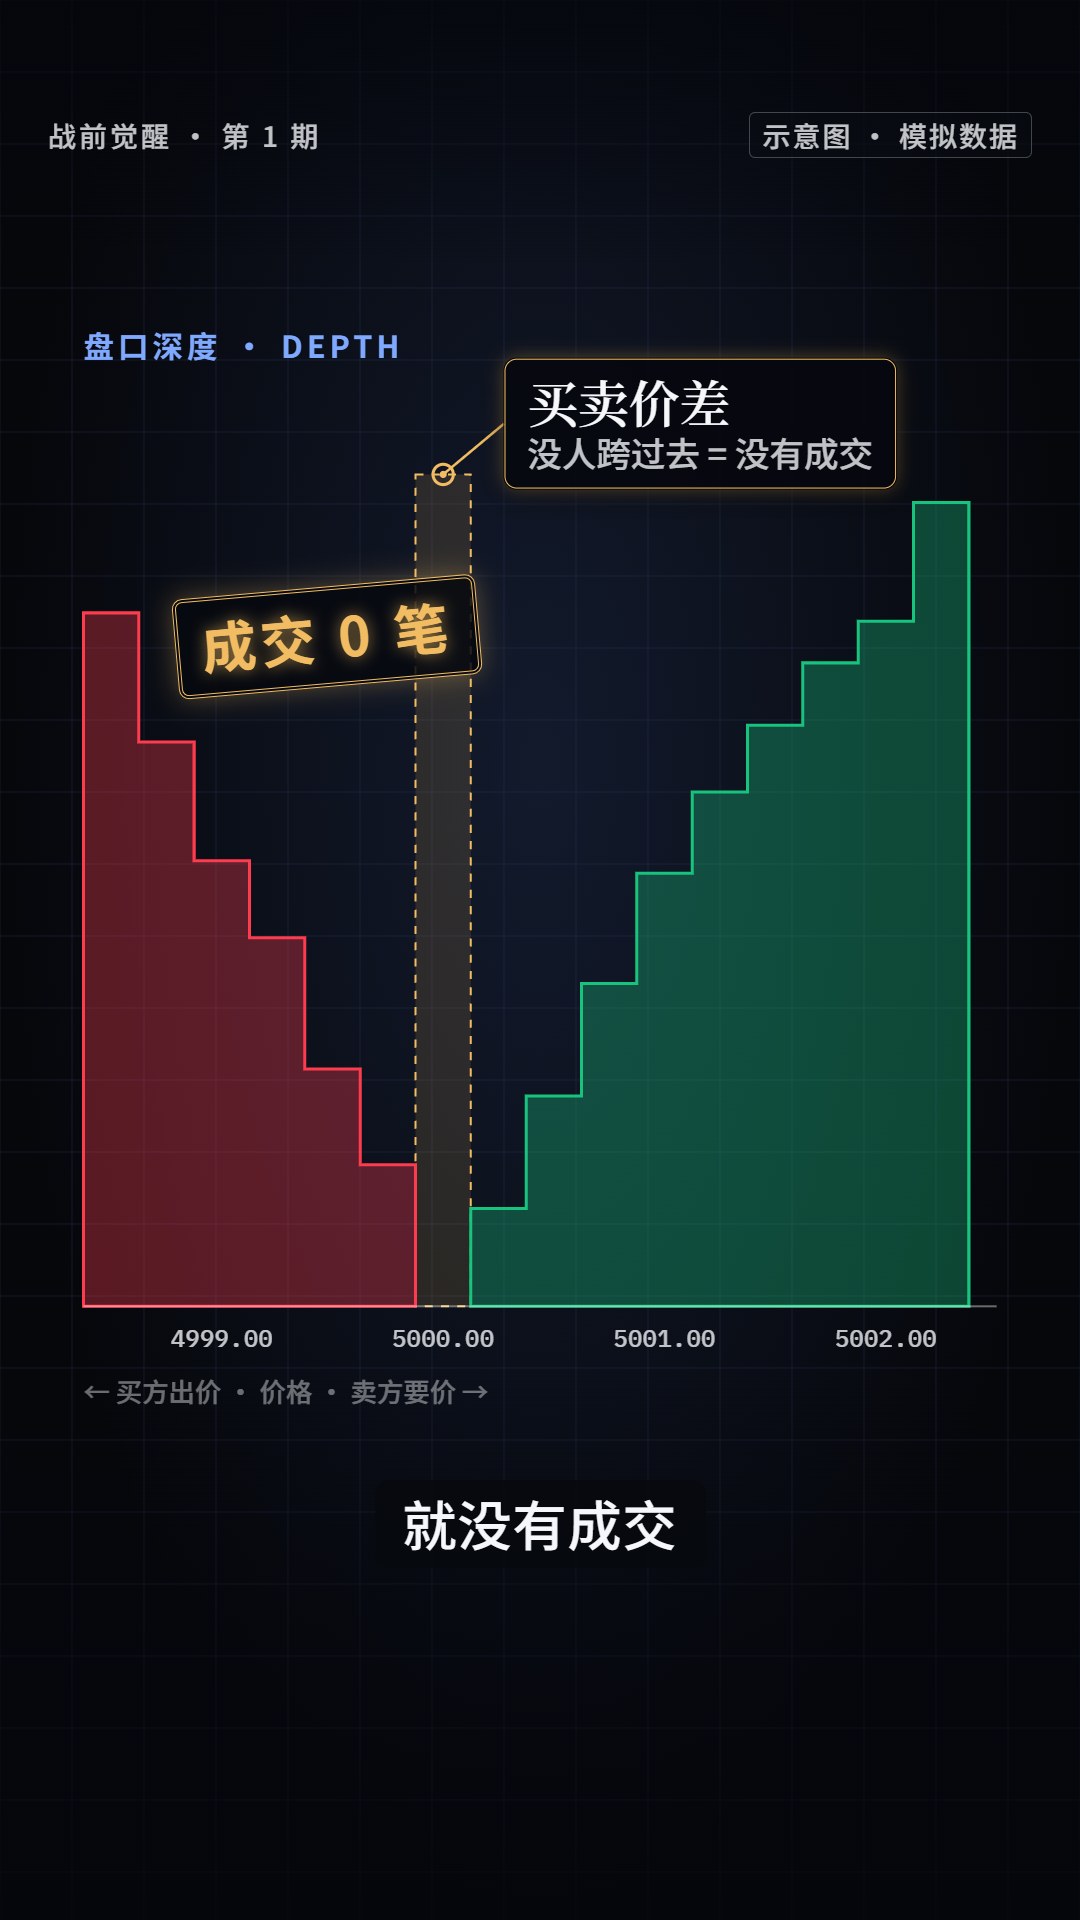 战前觉醒 · 第 1 期
示意图 · 模拟数据
盘口深度 · DEPTH
买卖价差
没人跨过去 = 没有成交
成交 0 笔
4999.00 5000.00 5001.00 5002.00
← 买方出价 · 价格 · 卖方要价 →
就没有成交